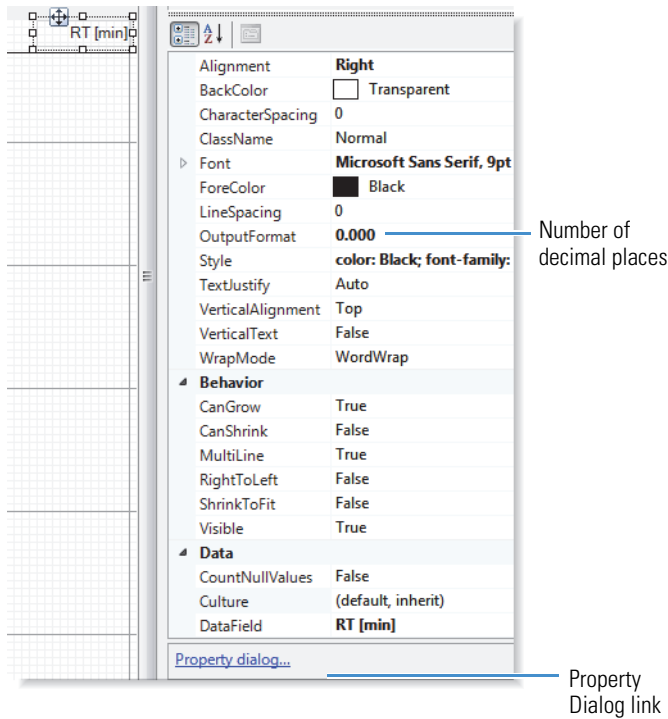 RT [min]
Alignment Right
BackColor Transparent
CharacterSpacing 0
ClassName Normal
Font Microsoft Sans Serif, 9pt
ForeColor Black
LineSpacing 0
OutputFormat 0.000
Style color: Black; font-family:
TextJustify Auto
VerticalAlignment Top
VerticalText False
WrapMode WordWrap
Behavior
CanGrow True
CanShrink False
MultiLine True
RightToLeft False
ShrinkToFit False
Visible True
Data
CountNullValues False
Culture (default, inherit)
DataField RT [min]
Property dialog...
Number of
decimal places
Property
Dialog link